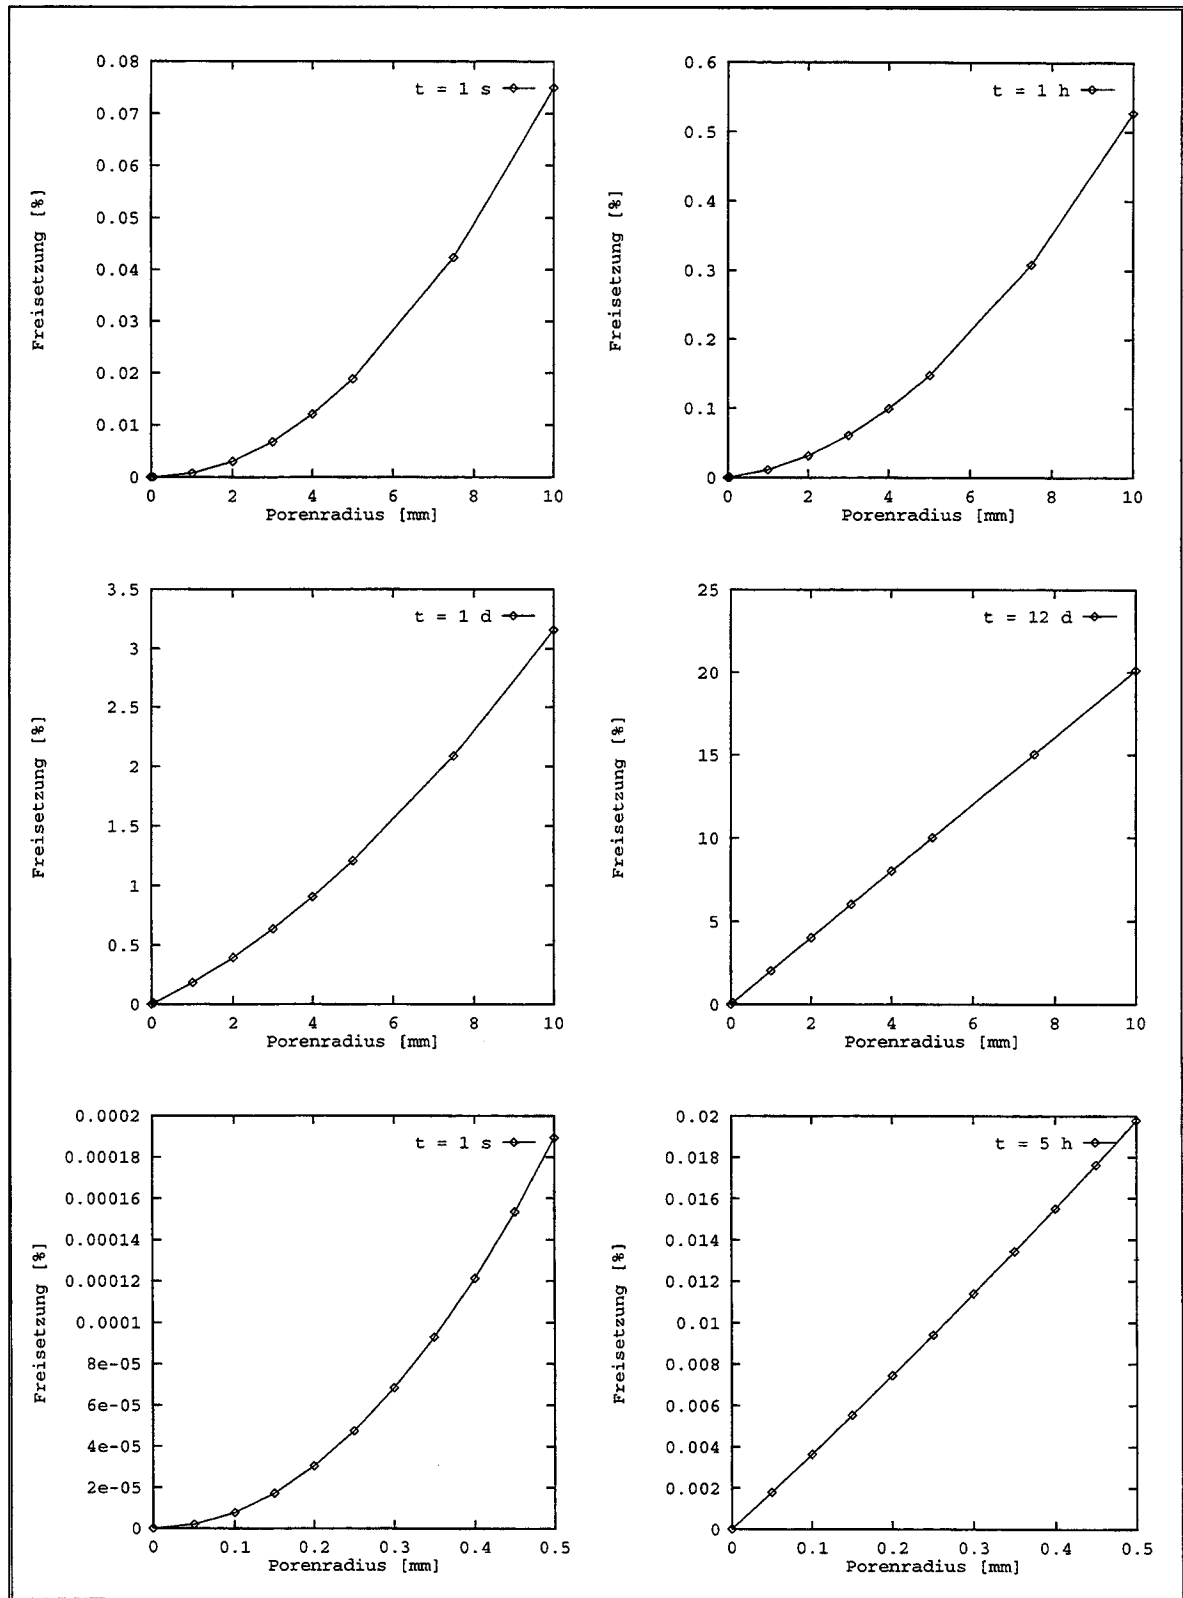 0.08
0.07
0.06
0.05
0.04
0.03
0.02
0.01
0
Freisetzung [%]
t = 1 s
0 2 4 6 8 10
Porenradius [mm]
0.6
0.5
0.4
0.3
0.2
0.1
0
Freisetzung [%]
t = 1 h
0 2 4 6 8 10
Porenradius [mm]
3.5
3
2.5
2
1.5
1
0.5
0
Freisetzung [%]
t = 1 d
0 2 4 6 8 10
Porenradius [mm]
25
20
15
10
5
0
Freisetzung [%]
t = 12 d
0 2 4 6 8 10
Porenradius [mm]
0.0002
0.00018
0.00016
0.00014
0.00012
0.0001
8e-05
6e-05
4e-05
2e-05
0
Freisetzung [%]
t = 1 s
0 0.1 0.2 0.3 0.4 0.5
Porenradius [mm]
0.02
0.018
0.016
0.014
0.012
0.01
0.008
0.006
0.004
0.002
0
Freisetzung [%]
t = 5 h
0 0.1 0.2 0.3 0.4 0.5
Porenradius [mm]